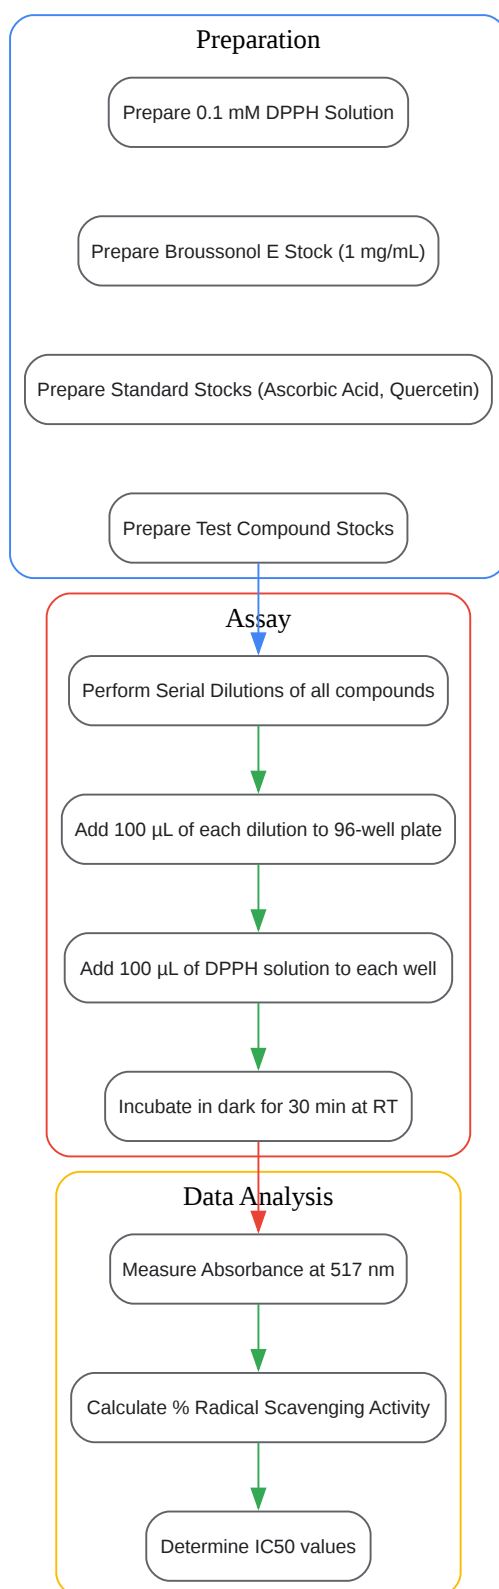 Preparation
Prepare 0.1 mM DPPH Solution
Prepare Broussonol E Stock (1 mg/mL)
Prepare Standard Stocks (Ascorbic Acid, Quercetin)
Prepare Test Compound Stocks
Assay
Perform Serial Dilutions of all compounds
Add 100 µL of each dilution to 96-well plate
Add 100 µL of DPPH solution to each well
Incubate in dark for 30 min at RT
Data Analysis
Measure Absorbance at 517 nm
Calculate % Radical Scavenging Activity
Determine IC50 values